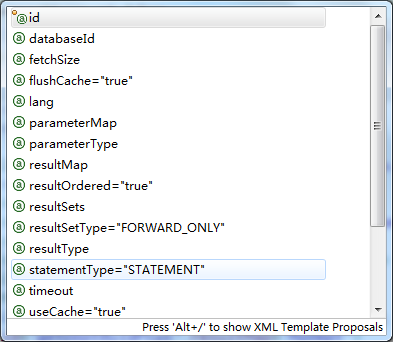 id
databaseId
fetchSize
flushCache="true"
lang
parameterMap
parameterType
resultMap
resultOrdered="true"
resultSets
resultSetType="FORWARD_ONLY"
resultType
statementType="STATEMENT"
timeout
useCache="true"
Press 'Alt+/' to show XML Template Proposals